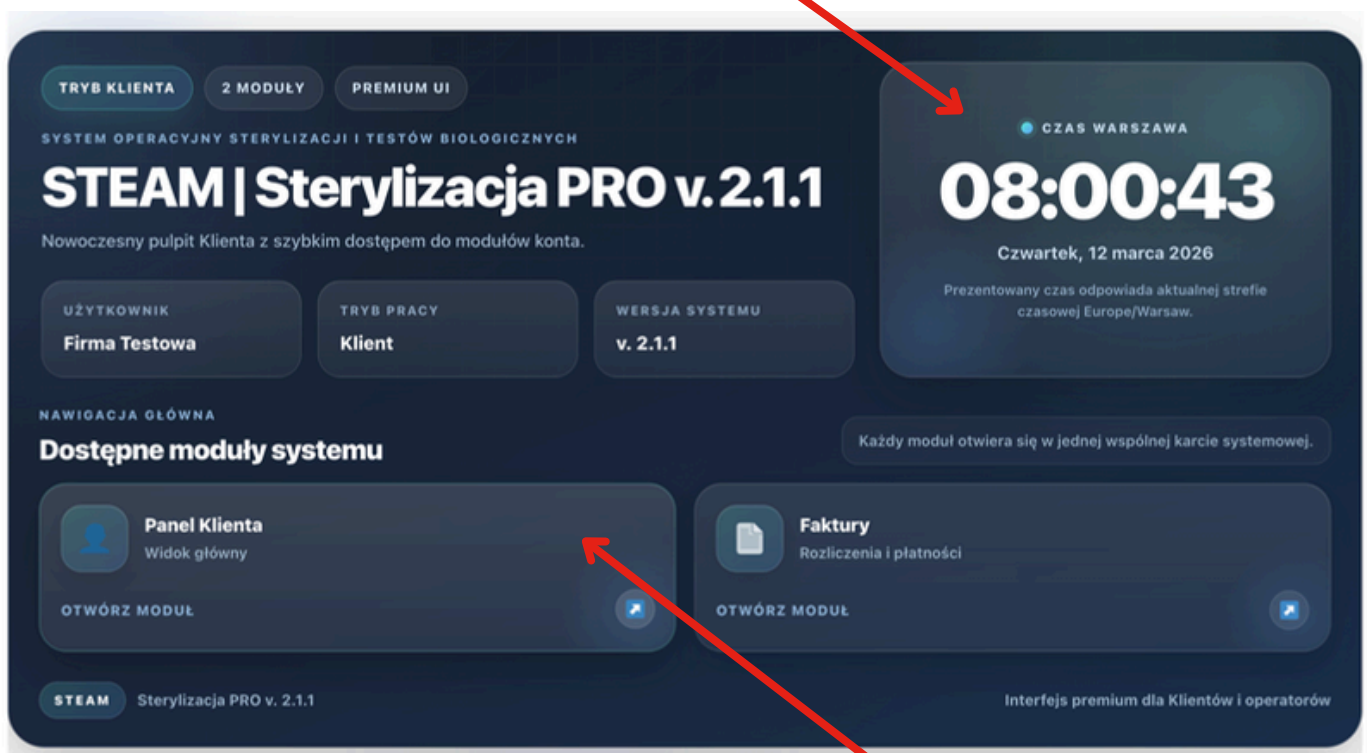 TRYB KLIENTA
2 MODUŁY
PREMIUM UI
SYSTEM OPERACYJNY STERYLIZACJI I TESTÓW BIOLOGICZNYCH
STEAM | Sterylizacja PRO v. 2.1.1
Nowoczesny pulpit Klienta z szybkim dostępem do modułów konta.
UŻYTKOWNIK
Firma Testowa
TRYB PRACY
Klient
WERSJA SYSTEMU
v. 2.1.1
CZAS WARSZAWA
08:00:43
Czwartek, 12 marca 2026
Prezentowany czas odpowiada aktualnej strefie
czasowej Europe/Warsaw.
NAWIGACJA GŁÓWNA
Dostępne moduły systemu
Każdy moduł otwiera się w jednej wspólnej karcie systemowej.
Panel Klienta
Widok główny
OTWÓRZ MODUŁ
Faktury
Rozliczenia i płatności
OTWÓRZ MODUŁ
STEAM
Sterylizacja PRO v. 2.1.1
Interfejs premium dla Klientów i operatorów